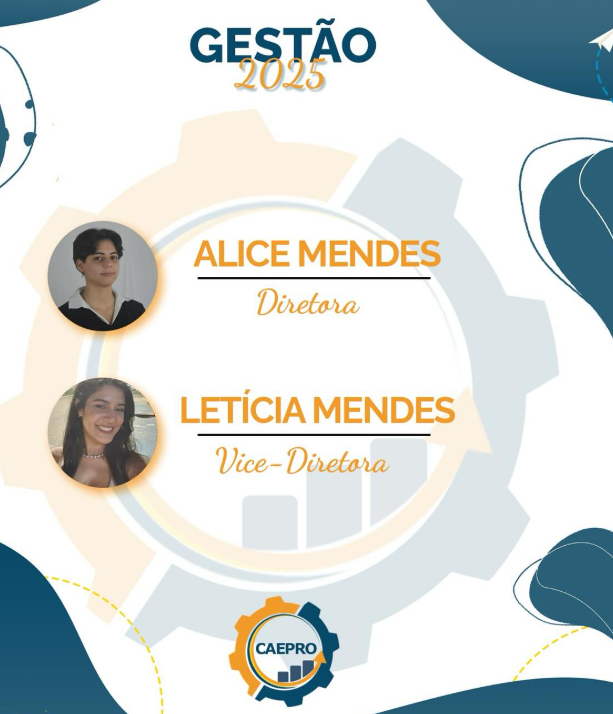 GESTÃO
2025
ALICE MENDES
Diretora
LETÍCIA MENDES
Vice-Diretora
CAEPRO